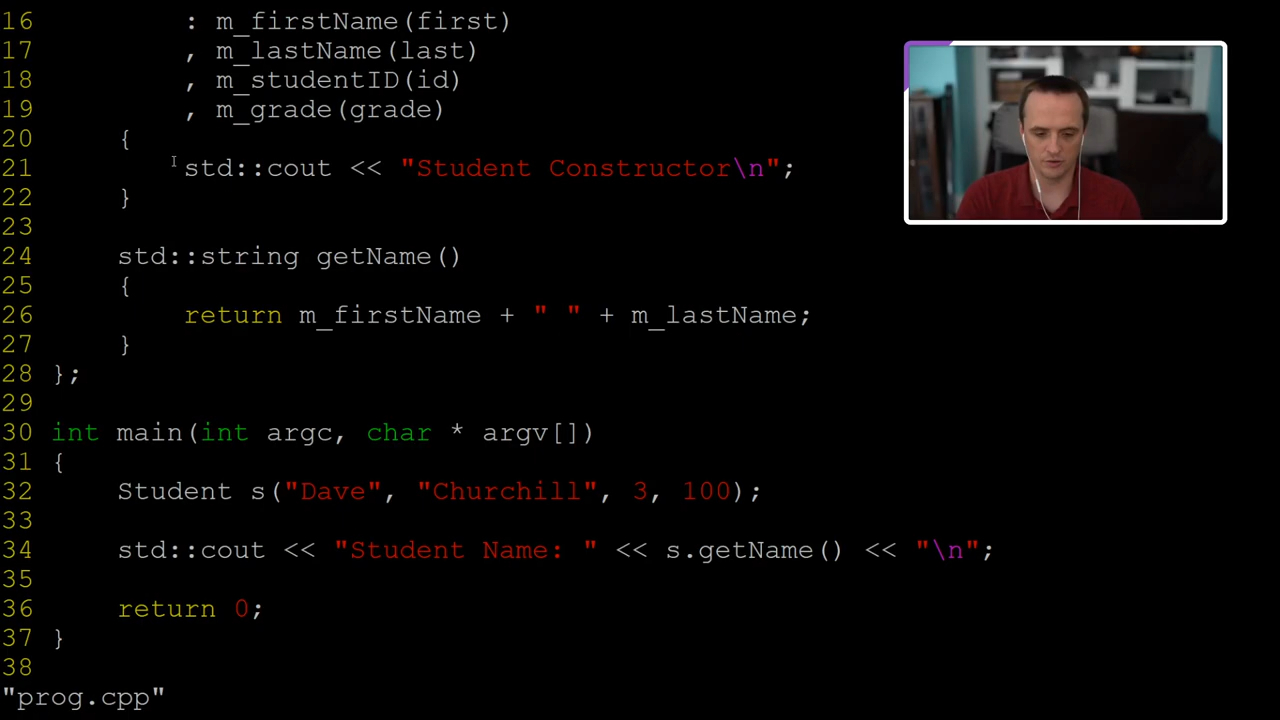 16 : m_firstName(first)
17 , m_lastName(last)
18 , m_studentID(id)
19 , m_grade(grade)
20 {
21 std::cout << "Student Constructor\n";
22 }
23
24 std::string getName()
25 {
26 return m_firstName + " " + m_lastName;
27 }
28 };
29
30 int main(int argc, char * argv[])
31 {
32 Student s("Dave", "Churchill", 3, 100);
33
34 std::cout << "Student Name: " << s.getName() << "\n";
35
36 return 0;
37 }
38
"prog.cpp"